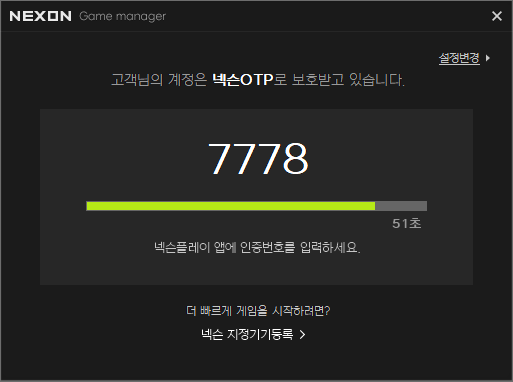 NEXON Game manager
설정변경
고객님의 계정은 넥슨OTP로 보호받고 있습니다.
7778
51초
넥슨플레이 앱에 인증번호를 입력하세요.
더 빠르게 게임을 시작하려면?
넥슨 지정기기등록 >